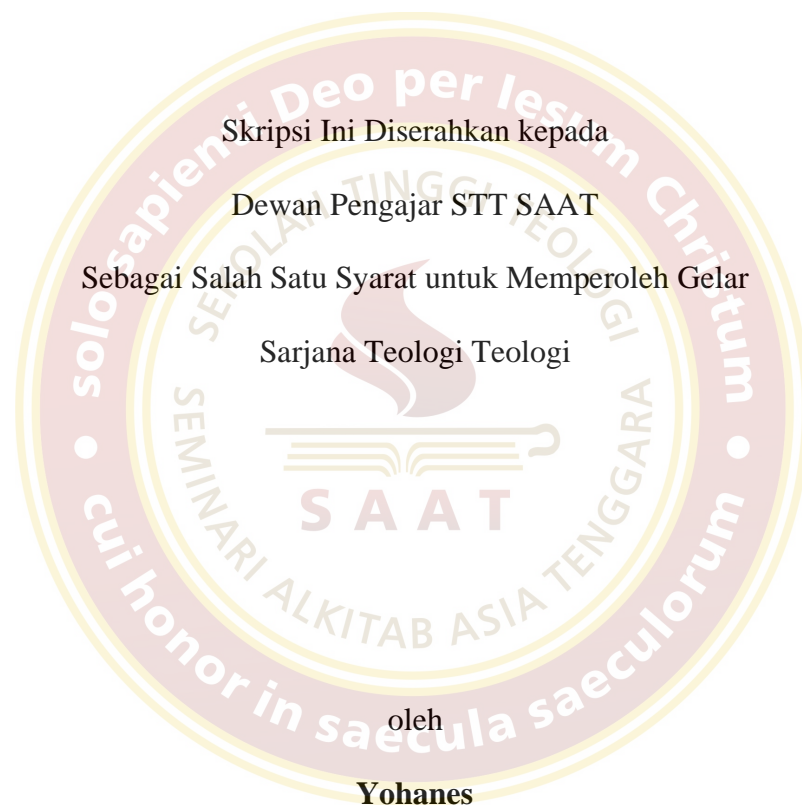 Skripsi Ini Diserahkan kepada
Dewan Pengajar STT SAAT
Sebagai Salah Satu Syarat untuk Memperoleh Gelar
Sarjana Teologi Teologi
oleh
Yohanes
solo sapienti Deo per Iesum Christum
cui honor in saecula saeculorum
SEKOLAH TINGGI TEOLOGI
SEMINARI ALKITAB ASIA TENGGARA
SAAT